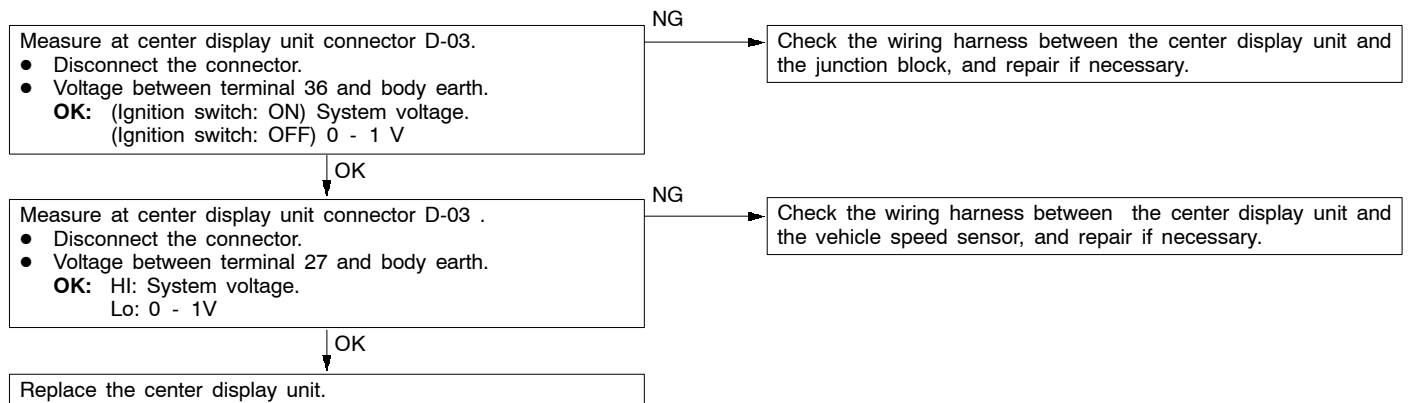 NG
Measure at center display unit connector D-03.
● Disconnect the connector.
● Voltage between terminal 36 and body earth.
OK: (Ignition switch: ON) System voltage.
(Ignition switch: OFF) 0 - 1 V
Check the wiring harness between the center display unit and
the junction block, and repair if necessary.
OK
NG
Measure at center display unit connector D-03 .
● Disconnect the connector.
● Voltage between terminal 27 and body earth.
OK: HI: System voltage.
Lo: 0 - 1V
Check the wiring harness between the center display unit and
the vehicle speed sensor, and repair if necessary.
OK
Replace the center display unit.